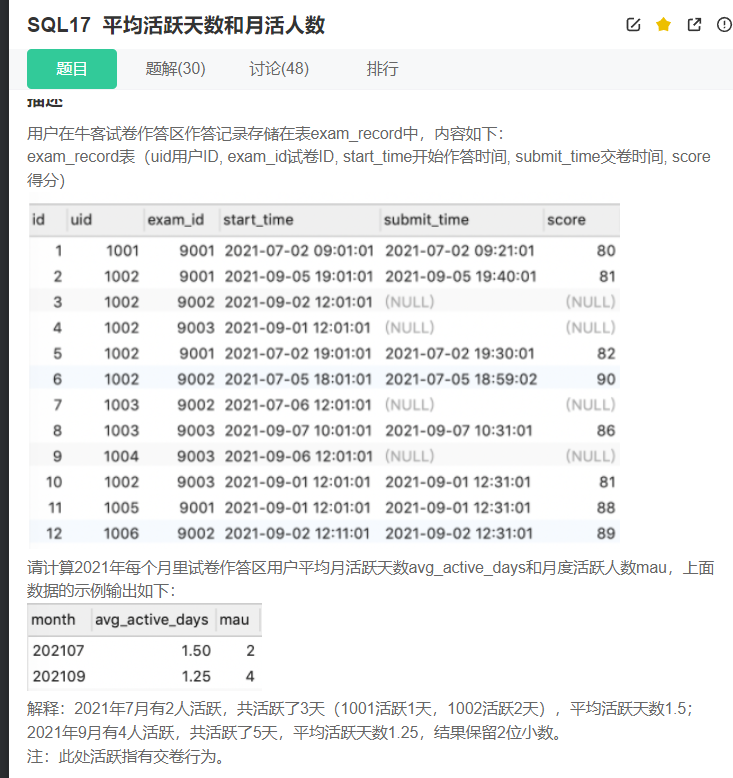 SQL17 平均活跃天数和月活人数
题目 题解(30) 讨论(48) 排行
描述
用户在牛客试卷作答区作答记录存储在表exam_record中，内容如下：
exam_record表（uid用户ID, exam_id试卷ID, start_time开始作答时间, submit_time交卷时间, score
得分）
id uid exam_id start_time submit_time score
1 1001 9001 2021-07-02 09:01:01 2021-07-02 09:21:01 80
2 1002 9001 2021-09-05 19:01:01 2021-09-05 19:40:01 81
3 1002 9002 2021-09-02 12:01:01 (NULL) (NULL)
4 1002 9003 2021-09-01 12:01:01 (NULL) (NULL)
5 1002 9001 2021-07-02 19:01:01 2021-07-02 19:30:01 82
6 1002 9002 2021-07-05 18:01:01 2021-07-05 18:59:02 90
7 1003 9002 2021-07-06 12:01:01 (NULL) (NULL)
8 1003 9003 2021-09-07 10:01:01 2021-09-07 10:31:01 86
9 1004 9003 2021-09-06 12:01:01 (NULL) (NULL)
10 1002 9003 2021-09-01 12:01:01 2021-09-01 12:31:01 81
11 1005 9001 2021-09-01 12:01:01 2021-09-01 12:31:01 88
12 1006 9002 2021-09-02 12:11:01 2021-09-02 12:31:01 89
请计算2021年每个月里试卷作答区用户平均月活跃天数avg_active_days和月度活跃人数mau，上面
数据的示例输出如下：
month avg_active_days mau
202107 1.50 2
202109 1.25 4
解释：2021年7月有2人活跃，共活跃了3天（1001活跃1天，1002活跃2天），平均活跃天数1.5；
2021年9月有4人活跃，共活跃了5天，平均活跃天数1.25，结果保留2位小数。
注：此处活跃指有交卷行为。